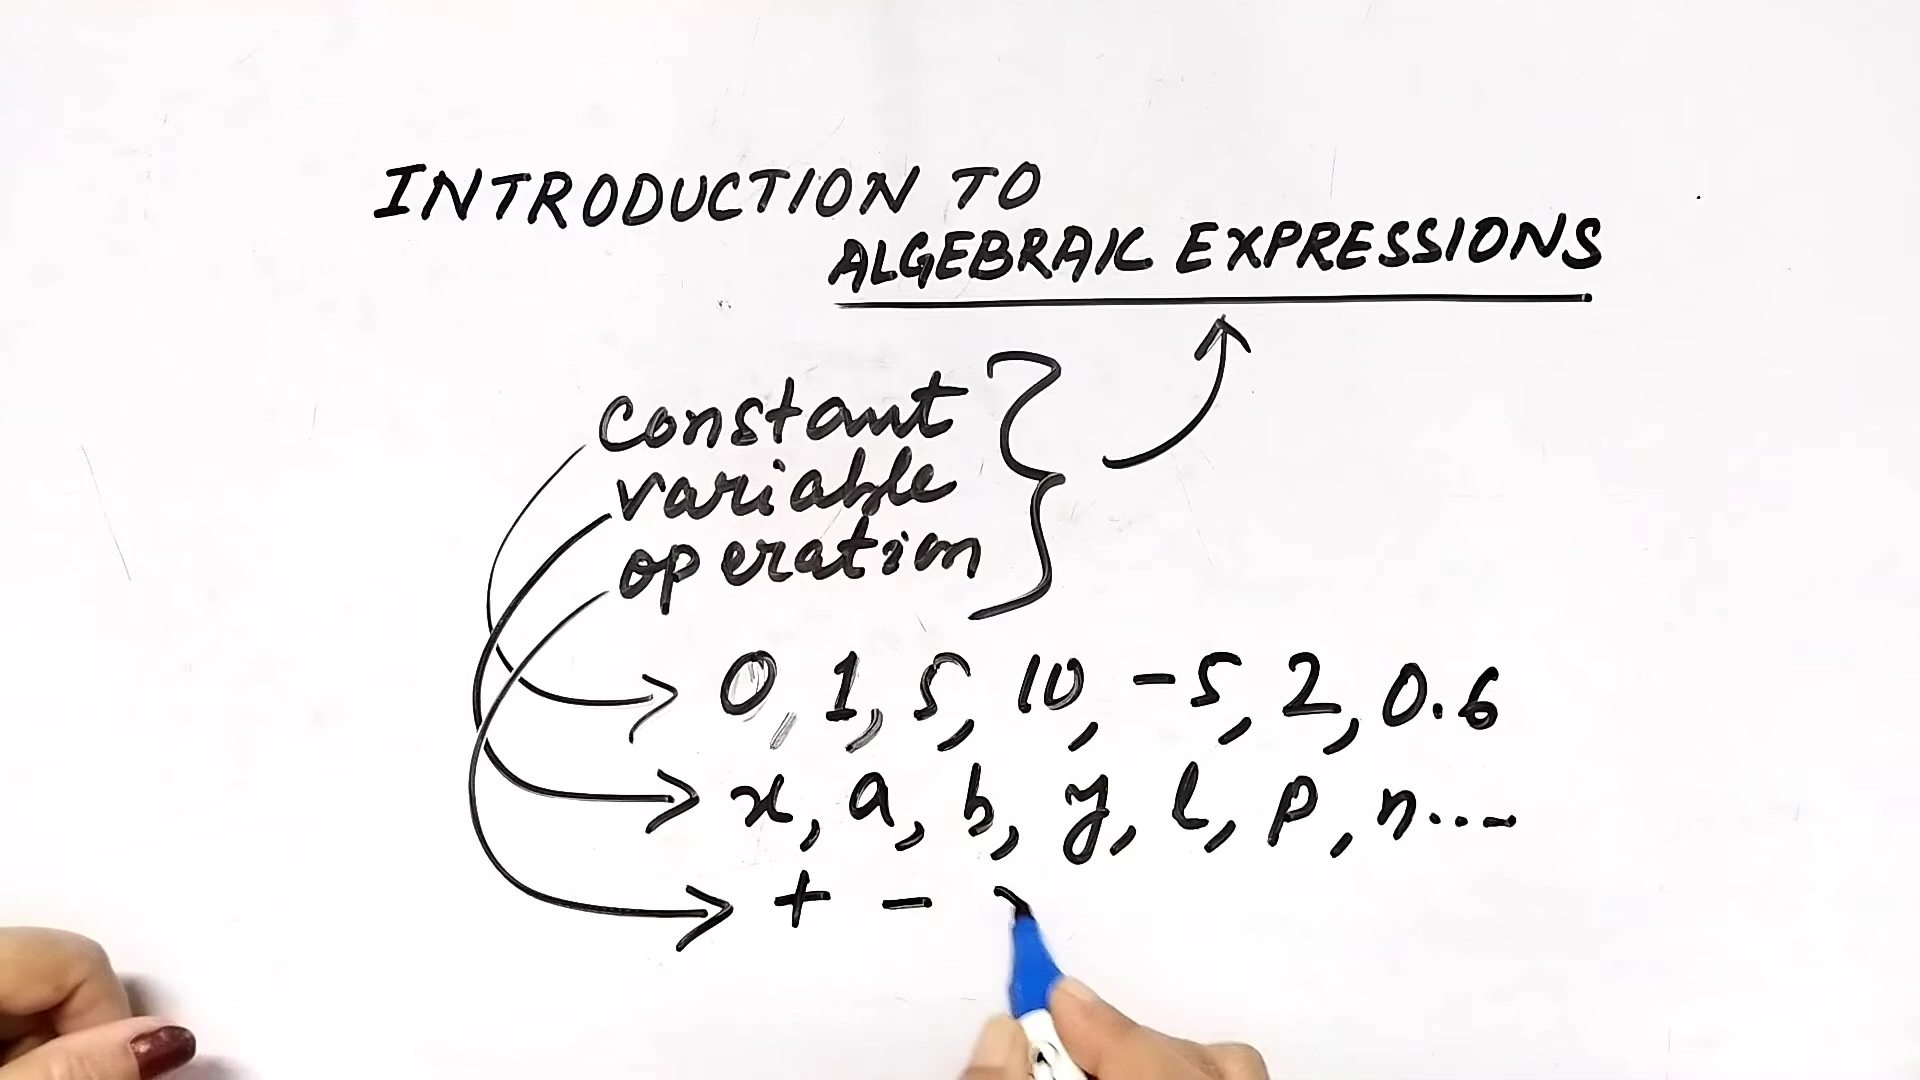 INTRODUCTION TO
ALGEBRAIC EXPRESSIONS
constant
variable
operation
0, 1, 5, 10, -5, 2, 0.6
x, a, b, y, l, p, n....
+ -